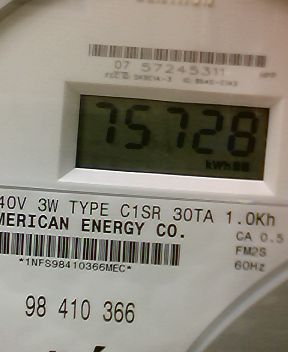 07 57245311
75728
kWh
40V 3W TYPE C1SR 30TA 1.0Kh
MERICAN ENERGY CO.
CA 0.5
FM2S
60Hz
*1NFS98410366MEC*
98 410 366